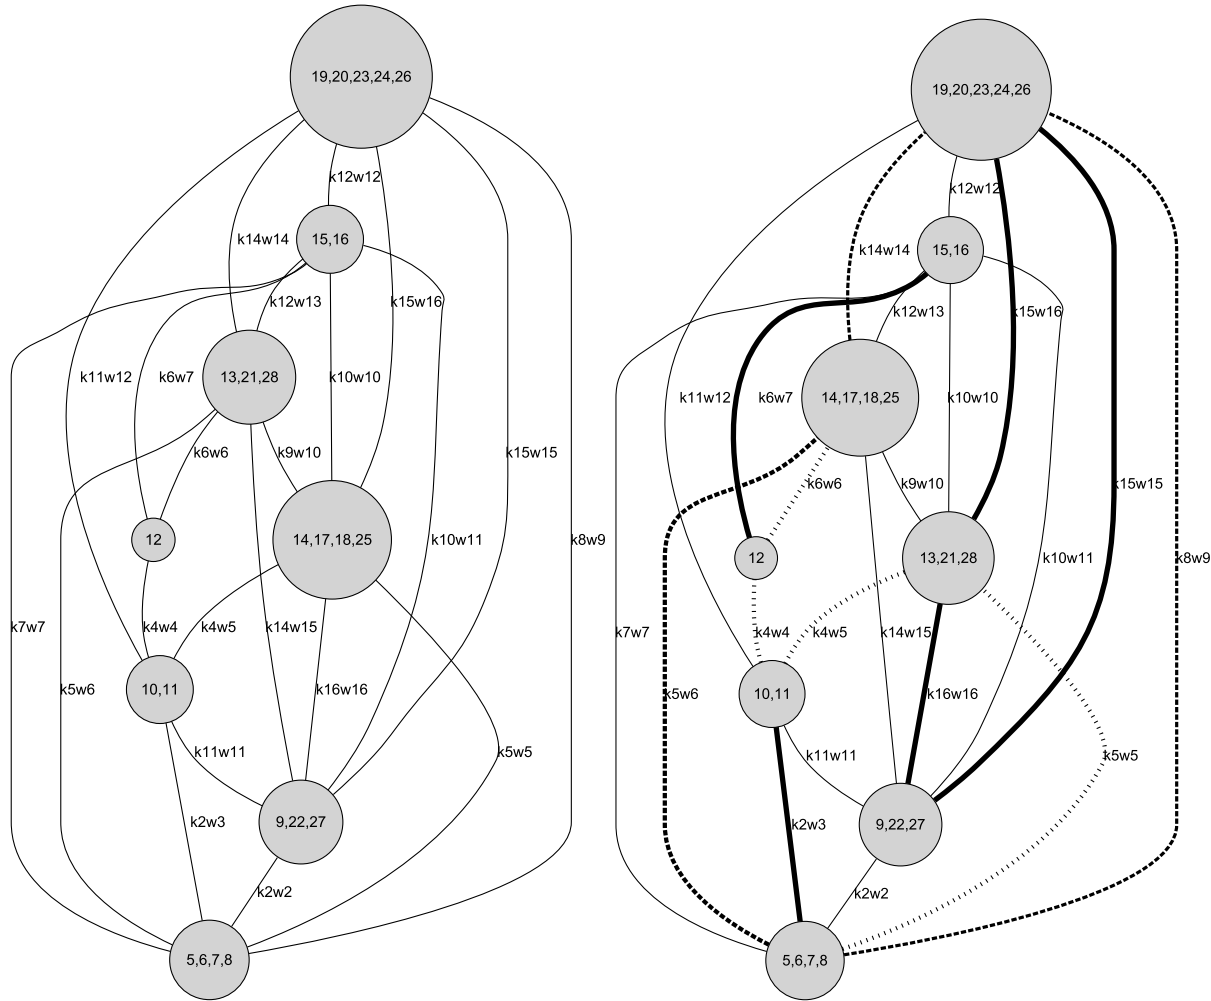 19,20,23,24,26
k12w12
k14w14
15,16
k12w13
k15w16
k11w12
k6w7
13,21,28
k10w10
k6w6
k9w10
k15w15
12
14,17,18,25
k10w11
k8w9
k7w7
k4w4
k4w5
k14w15
k5w6
10,11
k16w16
k11w11
k5w5
k2w3
9,22,27
k2w2
5,6,7,8
19,20,23,24,26
k12w12
k14w14
15,16
k12w13
k15w16
k11w12
k6w7
14,17,18,25
k10w10
k6w6
k9w10
k15w15
12
13,21,28
k10w11
k8w9
k7w7
k4w4
k4w5
k14w15
k5w6
10,11
k16w16
k11w11
k5w5
k2w3
9,22,27
k2w2
5,6,7,8